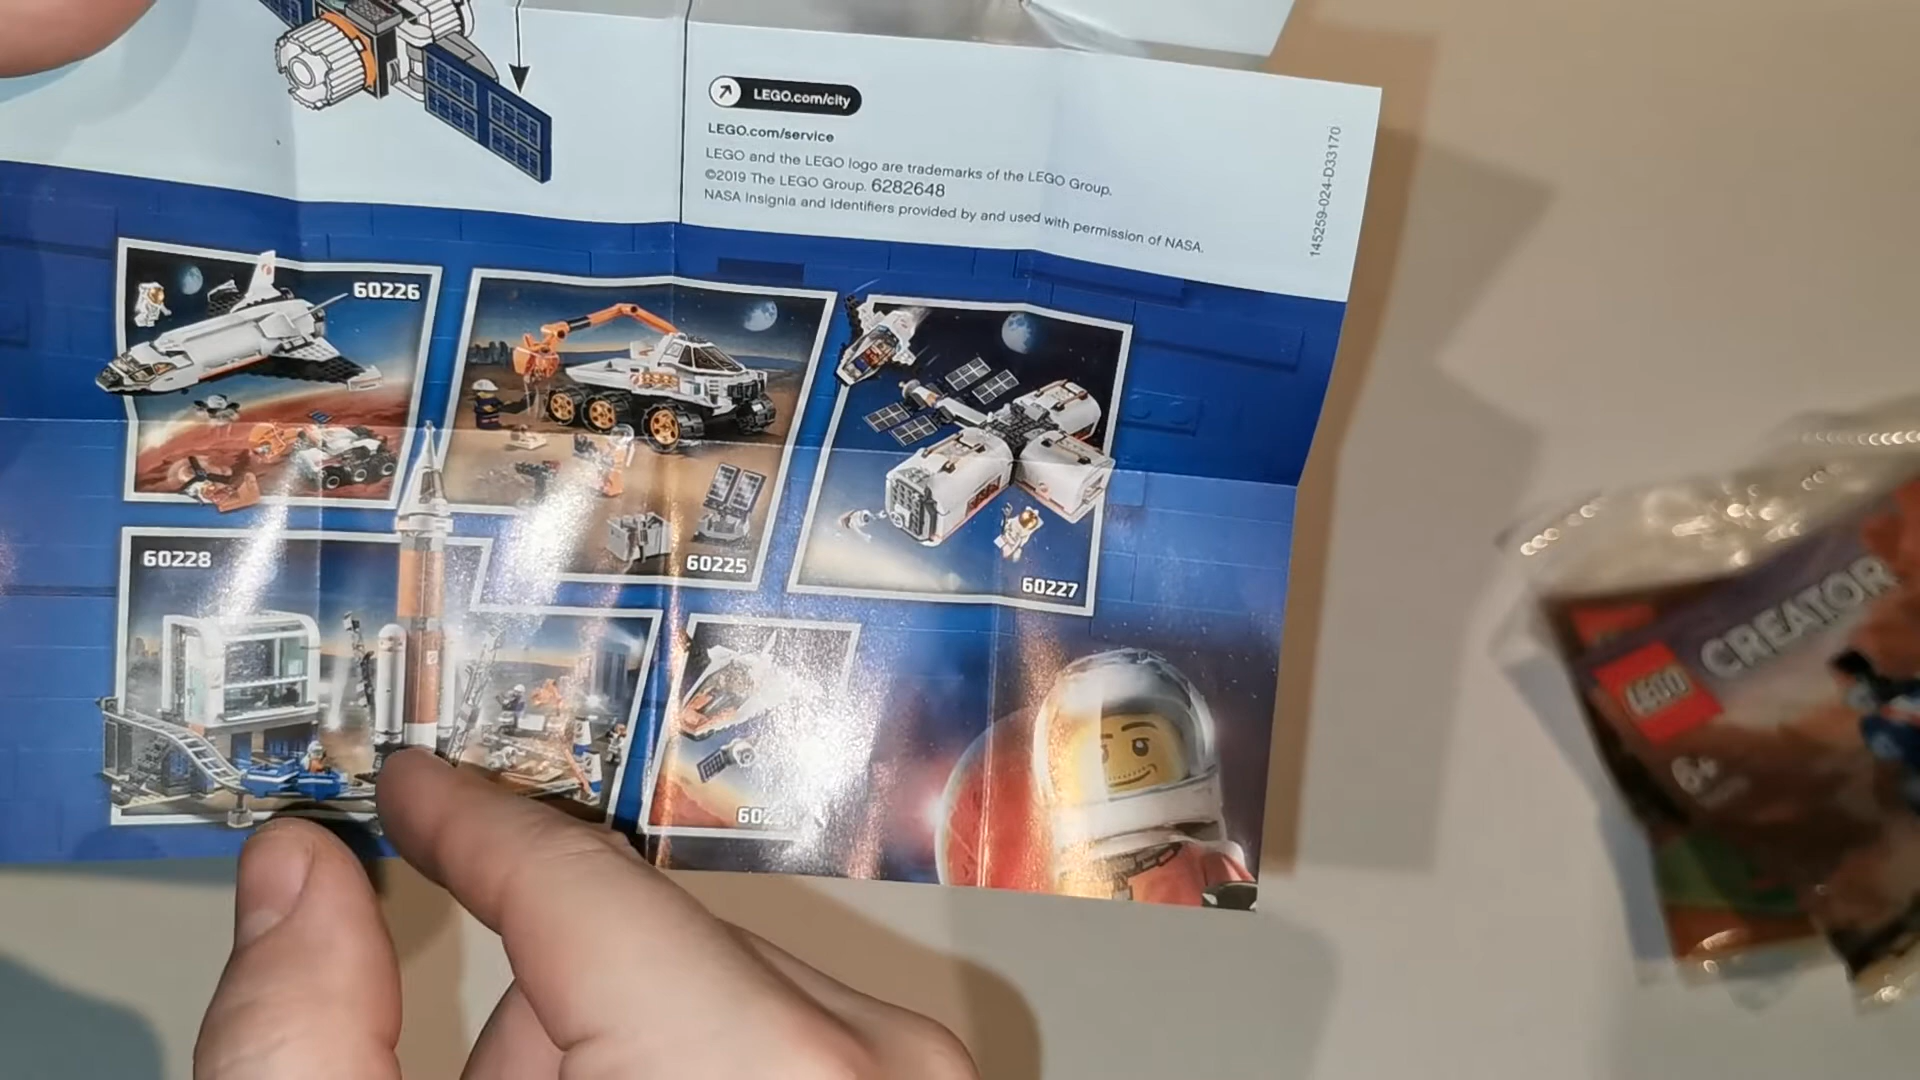 LEGO.com/city
LEGO.com/service
LEGO and the LEGO logo are trademarks of the LEGO Group.
©2019 The LEGO Group. 6282648
NASA Insignia and Identifiers provided by and used with permission of NASA.
145259-024-D33170
60226
60225
60227
60228
LEGO
CREATOR
6+